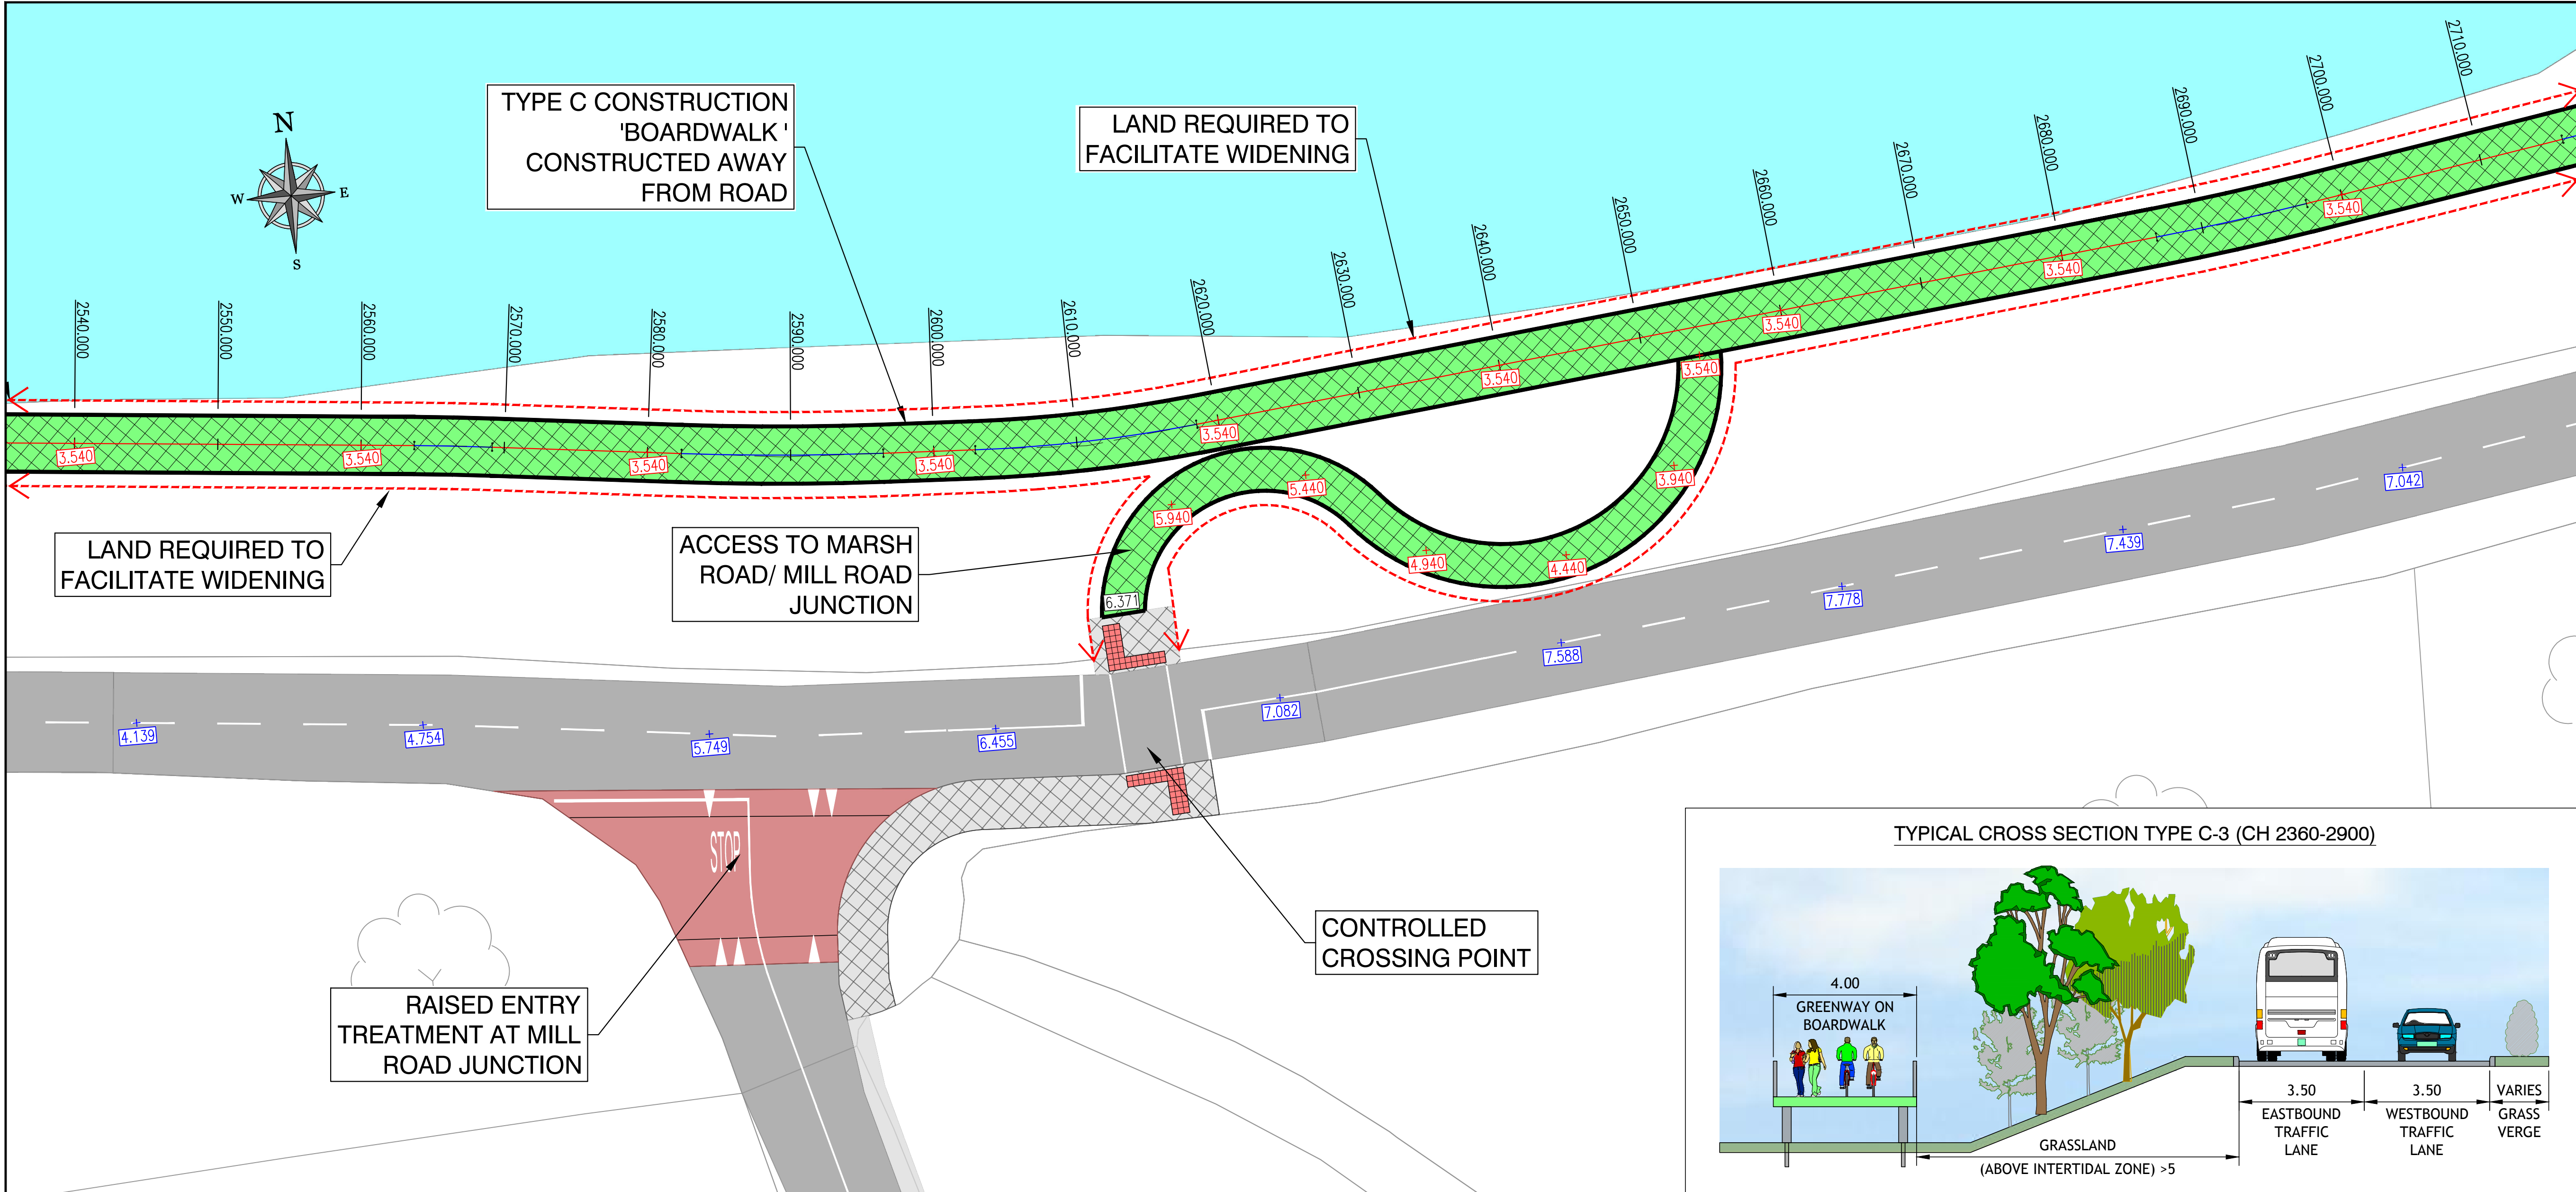 N
W
E
S
TYPE C CONSTRUCTION
'BOARDWALK '
CONSTRUCTED AWAY
FROM ROAD
LAND REQUIRED TO
FACILITATE WIDENING
2540.000
2550.000
2560.000
2570.000
2580.000
2590.000
2600.000
2610.000
2620.000
2630.000
2640.000
2650.000
2660.000
2670.000
2680.000
2690.000
2700.000
2710.000
3.540
3.540
3.540
3.540
3.540
3.540
3.540
3.540
3.540
3.540
3.940
4.440
4.940
5.440
5.940
6.371
LAND REQUIRED TO
FACILITATE WIDENING
ACCESS TO MARSH
ROAD/ MILL ROAD
JUNCTION
4.139
4.754
5.749
6.455
7.082
7.588
7.778
7.439
7.042
STOP
RAISED ENTRY
TREATMENT AT MILL
ROAD JUNCTION
CONTROLLED
CROSSING POINT
TYPICAL CROSS SECTION TYPE C-3 (CH 2360-2900)
4.00
GREENWAY ON
BOARDWALK
GRASSLAND
(ABOVE INTERTIDAL ZONE) >5
3.50
EASTBOUND
TRAFFIC
LANE
3.50
WESTBOUND
TRAFFIC
LANE
VARIES
GRASS
VERGE